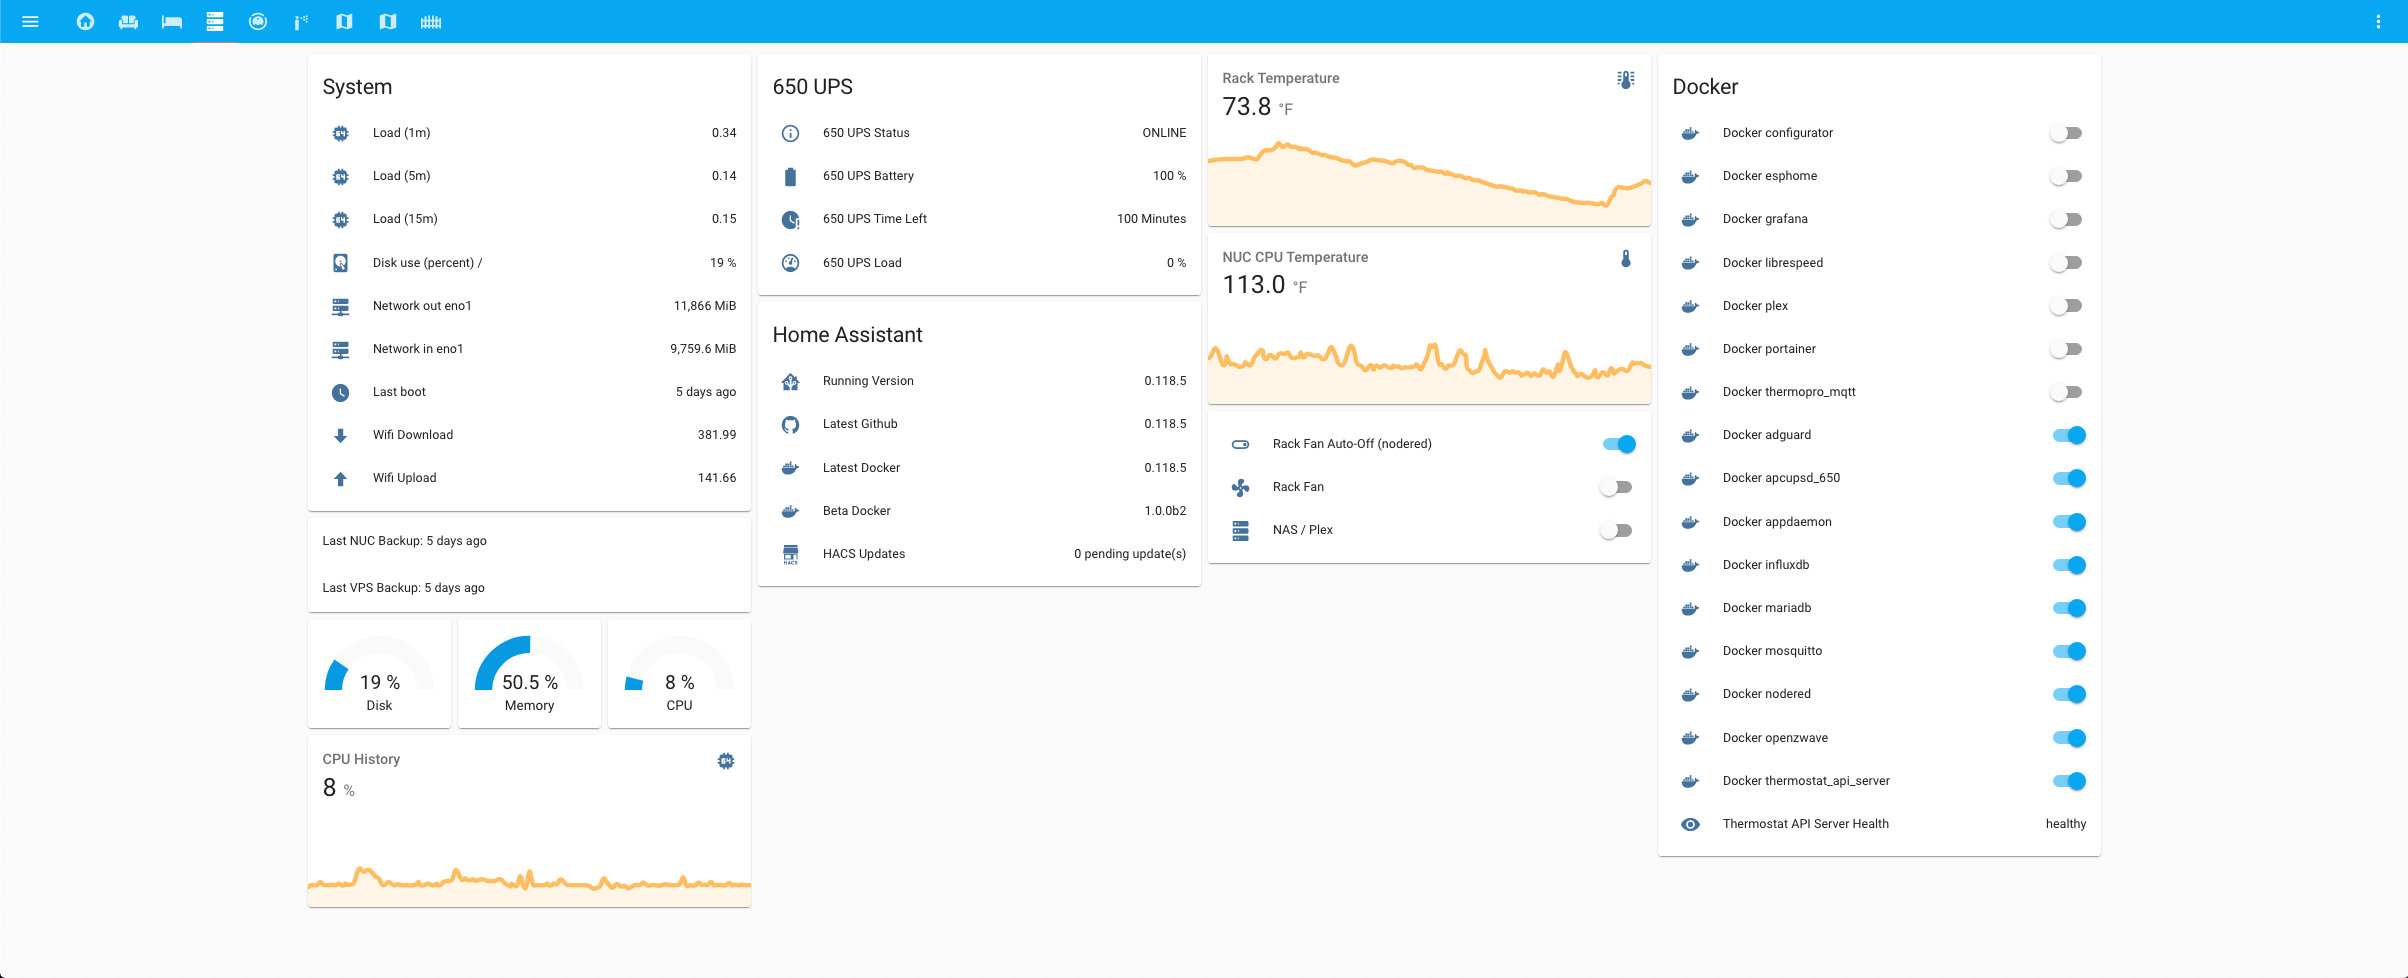 System
Load (1m) 0.34
Load (5m) 0.14
Load (15m) 0.15
Disk use (percent) / 19 %
Network out eno1 11,866 MiB
Network in eno1 9,759.6 MiB
Last boot 5 days ago
Wifi Download 381.99
Wifi Upload 141.66
Last NUC Backup: 5 days ago
Last VPS Backup: 5 days ago
19 %
Disk
50.5 %
Memory
8 %
CPU
CPU History
64
8 %
650 UPS
650 UPS Status ONLINE
650 UPS Battery 100 %
650 UPS Time Left 100 Minutes
650 UPS Load 0 %
Home Assistant
Running Version 0.118.5
Latest Github 0.118.5
Latest Docker 0.118.5
Beta Docker 1.0.0b2
HACS HACS Updates 0 pending update(s)
Rack Temperature
73.8 °F
NUC CPU Temperature
113.0 °F
Rack Fan Auto-Off (nodered)
Rack Fan
NAS / Plex
Docker
Docker configurator
Docker esphome
Docker grafana
Docker librespeed
Docker plex
Docker portainer
Docker thermopro_mqtt
Docker adguard
Docker apcupsd_650
Docker appdaemon
Docker influxdb
Docker mariadb
Docker mosquitto
Docker nodered
Docker openzwave
Docker thermostat_api_server
Thermostat API Server Health healthy